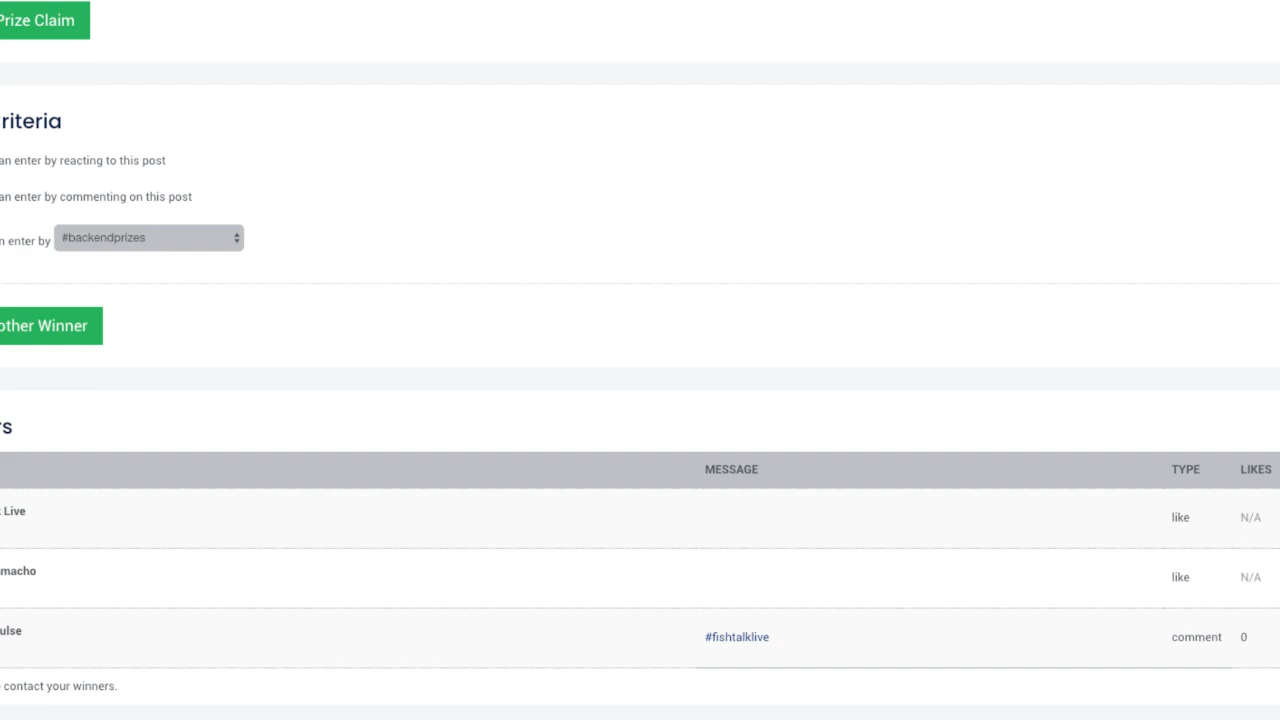 Prize Claim
riteria
an enter by reacting to this post
an enter by commenting on this post
n enter by #backendprizes
other Winner
rs
MESSAGE TYPE LIKES
Live like N/A
macho like N/A
ulse #fishtalklive comment 0
contact your winners.